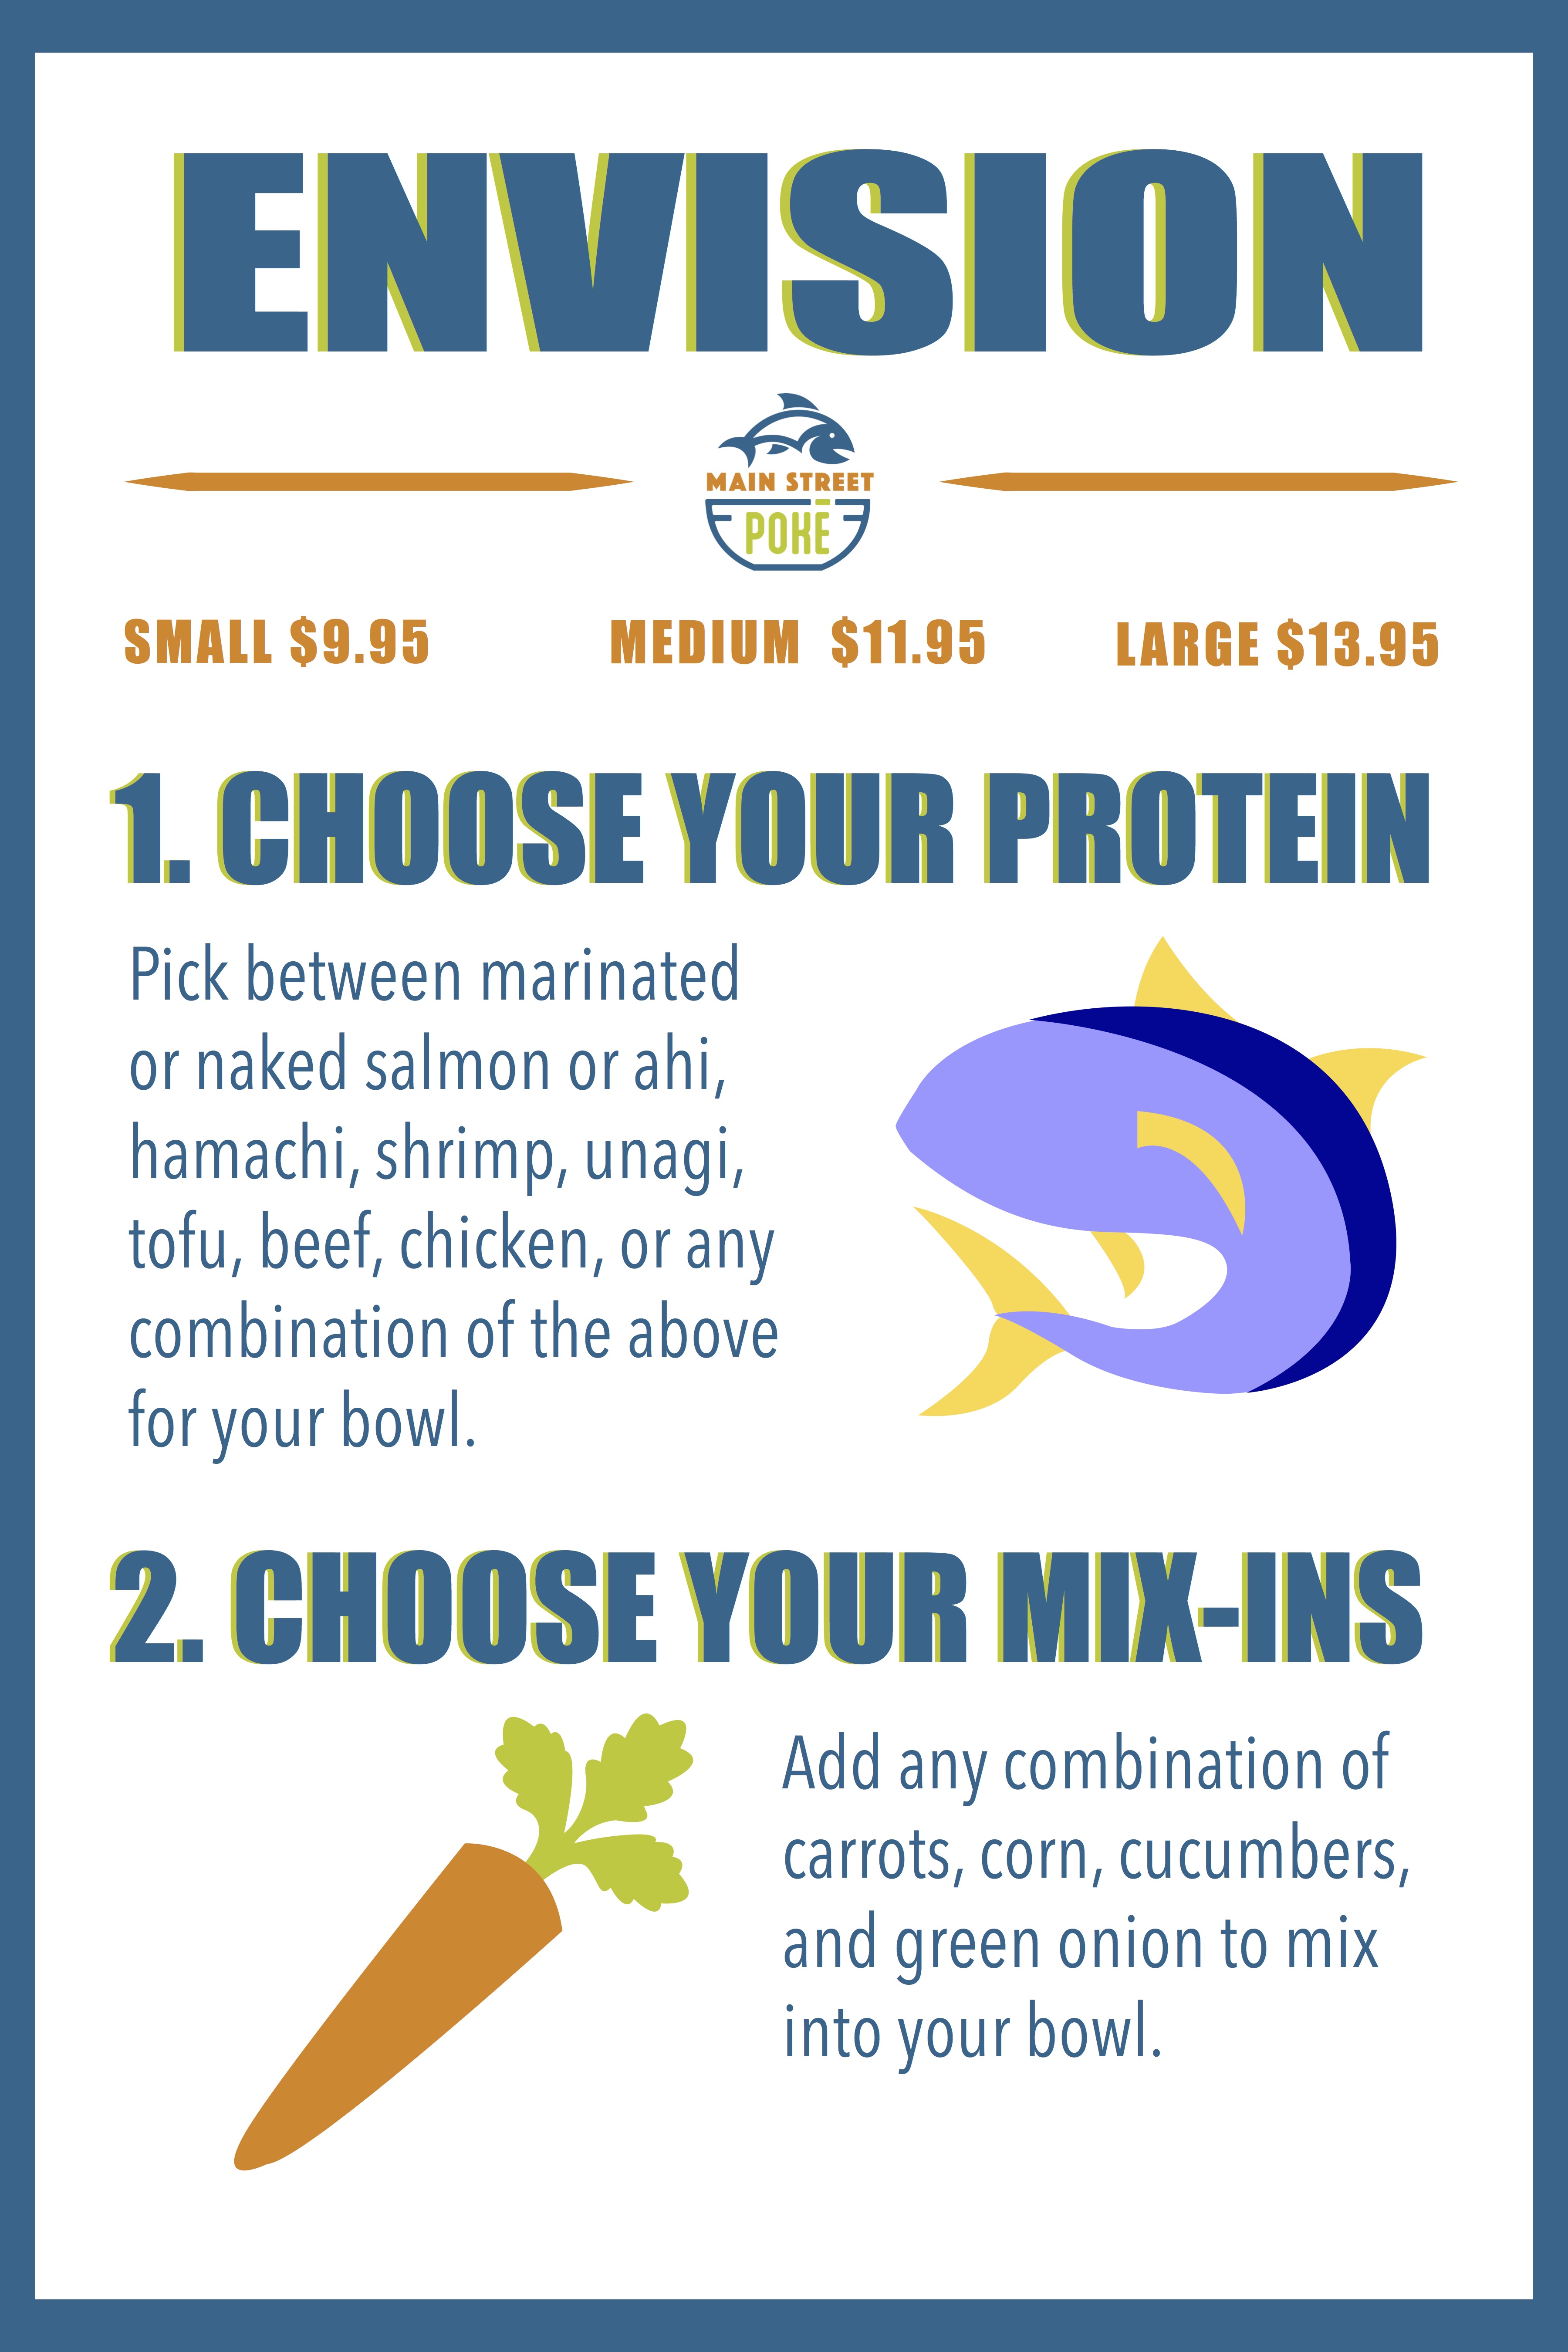 ENVISION
MAIN STREET
POKĒ
SMALL $9.95 MEDIUM $11.95 LARGE $13.95
1. CHOOSE YOUR PROTEIN
Pick between marinated
or naked salmon or ahi,
hamachi, shrimp, unagi,
tofu, beef, chicken, or any
combination of the above
for your bowl.
2. CHOOSE YOUR MIX-INS
Add any combination of
carrots, corn, cucumbers,
and green onion to mix
into your bowl.